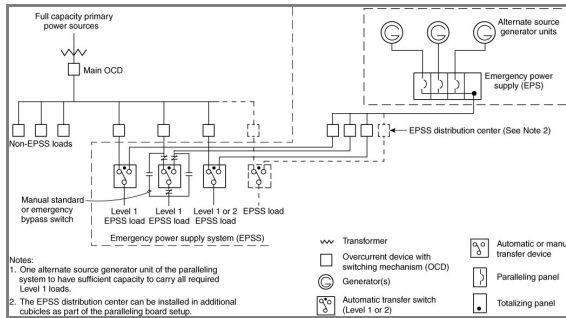 Full capacity primary
power sources
Main OCD
Non-EPSS loads
Manual standard
or emergency
bypass switch
Level 1
EPSS load
Level 1
EPSS load
Level 1 or 2
EPSS load
EPSS load
Emergency power supply system (EPSS)
Alternate source
generator units
Emergency power
supply (EPS)
EPSS distribution center (See Note 2)
Notes:
1. One alternate source generator unit of the paralleling
system to have sufficient capacity to carry all required
Level 1 loads.
2. The EPSS distribution center can be installed in additional
cubicles as part of the paralleling board setup.
Transformer
Overcurrent device with
switching mechanism (OCD)
Generator(s)
Automatic transfer switch
(Level 1 or 2)
Automatic or manu
transfer device
Paralleling panel
Totalizing panel